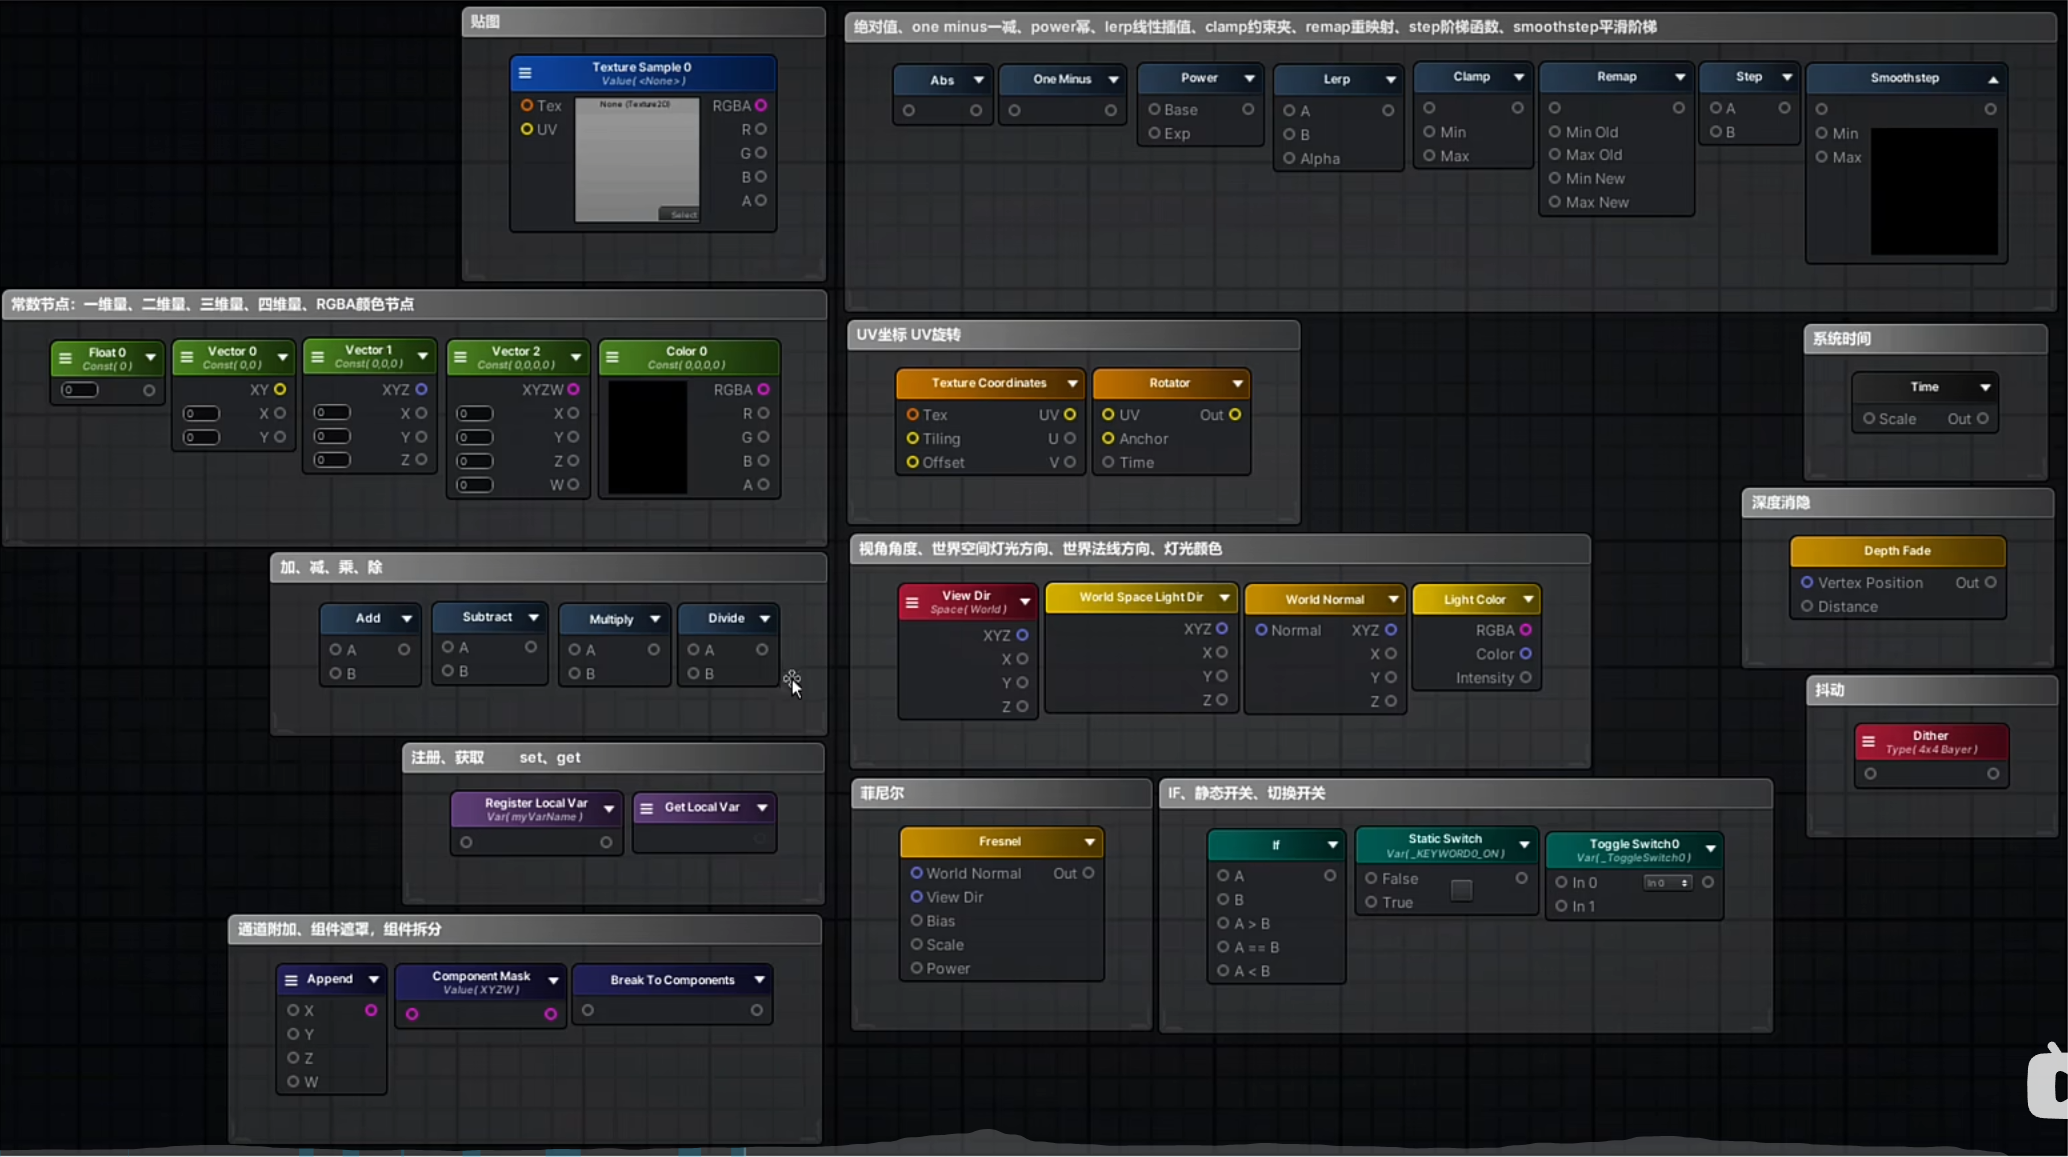 贴图
Texture Sample 0
Value( <None> )
None (Texture2D)
Tex
UV
RGBA
R
G
B
A
Select
绝对值、one minus一减、power幂、lerp线性插值、clamp约束夹、remap重映射、step阶梯函数、smoothstep平滑阶梯
Abs
One Minus
Power
Base
Exp
Lerp
A
B
Alpha
Clamp
Min
Max
Remap
Min Old
Max Old
Min New
Max New
Step
A
B
Smoothstep
Min
Max
常数节点：一维量、二维量、三维量、四维量、RGBA颜色节点
Float 0
Const( 0 )
0
Vector 0
Const( 0,0 )
XY
0 X
0 Y
Vector 1
Const( 0,0,0 )
XYZ
0 X
0 Y
0 Z
Vector 2
Const( 0,0,0,0 )
XYZW
0 X
0 Y
0 Z
0 W
Color 0
Const( 0,0,0,0 )
RGBA
R
G
B
A
UV坐标 UV旋转
Texture Coordinates
Tex UV
Tiling U
Offset V
Rotator
UV Out
Anchor
Time
系统时间
Time
Scale Out
深度消隐
Depth Fade
Vertex Position Out
Distance
加、减、乘、除
Add
A
B
Subtract
A
B
Multiply
A
B
Divide
A
B
视角角度、世界空间灯光方向、世界法线方向、灯光颜色
View Dir
Space( World )
XYZ
X
Y
Z
World Space Light Dir
XYZ
X
Y
Z
World Normal
Normal XYZ
X
Y
Z
Light Color
RGBA
Color
Intensity
抖动
Dither
Type( 4x4 Bayer )
注册、获取 set、get
Register Local Var
Var( myVarName )
Get Local Var
菲尼尔
Fresnel
World Normal Out
View Dir
Bias
Scale
Power
IF、静态开关、切换开关
If
A
B
A > B
A == B
A < B
Static Switch
Var( _KEYWORD0_ON )
False
True
Toggle Switch0
Var( _ToggleSwitch0 )
In 0 In 0
In 1
通道附加、组件遮罩，组件拆分
Append
X
Y
Z
W
Component Mask
Value( XYZW )
Break To Components